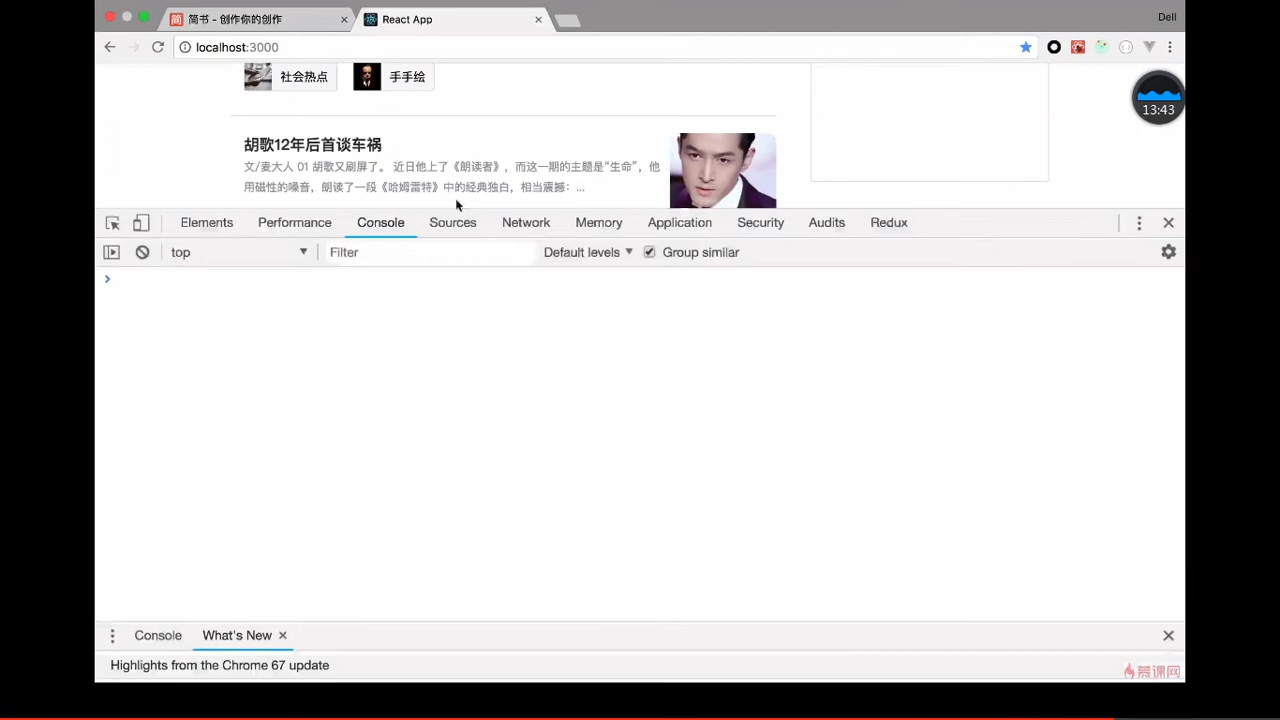 简书 - 创作你的创作
React App
Dell
localhost:3000
社会热点
手手绘
13:43
胡歌12年后首谈车祸
文/麦大人 01 胡歌又刷屏了。 近日他上了《朗读者》，而这一期的主题是“生命”，他
用磁性的嗓音，朗读了一段《哈姆雷特》中的经典独白，相当震撼：...
Elements Performance Console Sources Network Memory Application Security Audits Redux
top Filter Default levels Group similar
Console What's New
Highlights from the Chrome 67 update
慕课网